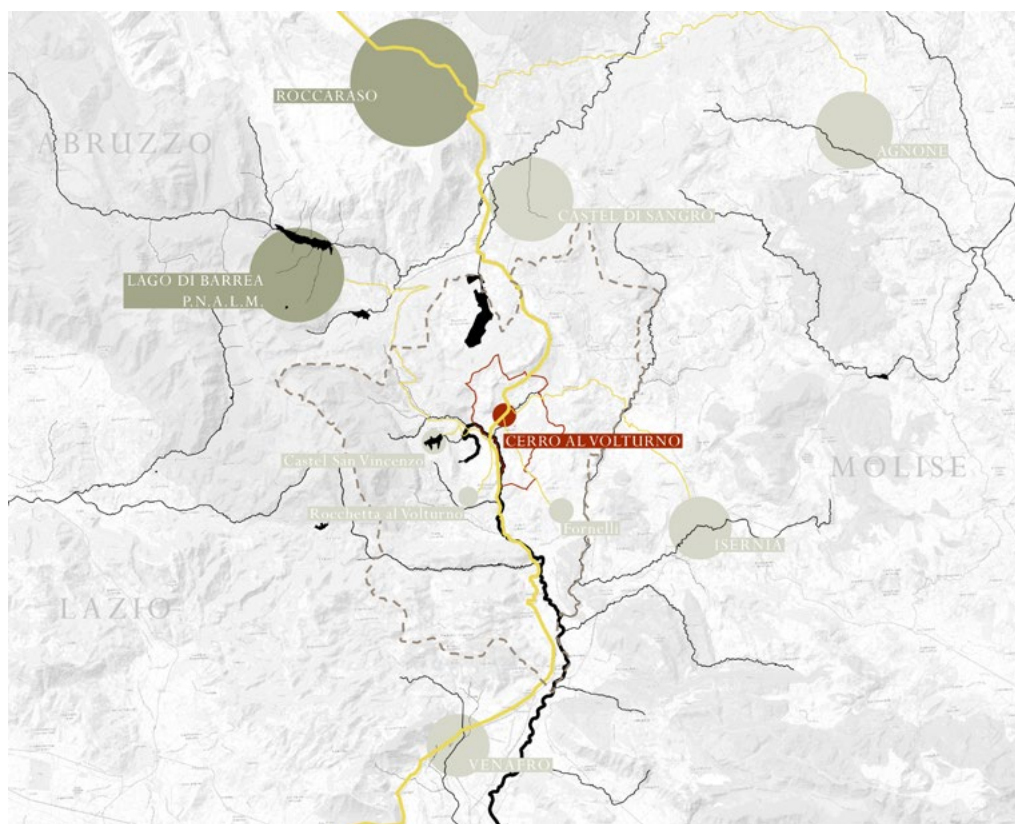 ROCCARASO
ABRUZZO
AGNONE
CASTEL DI SANGRO
LAGO DI BARREA
P.N.A.L.M.
CERRO AL VOLTURNO
Castel San Vincenzo
MOLISE
Rocchetta al Volturno
Fornelli
ISERNIA
LAZIO
VENAFRO